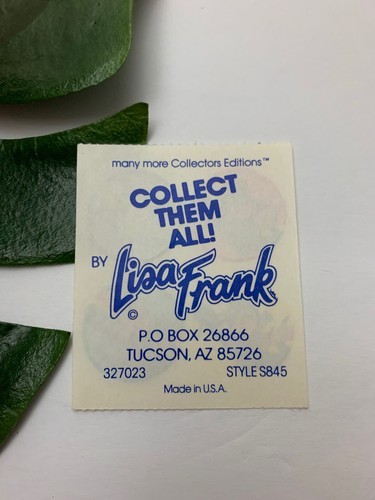 many more Collectors Editions™
COLLECT
THEM
ALL!
BY Lisa Frank
©
P.O BOX 26866
TUCSON, AZ 85726
327023 STYLE S845
Made in U.S.A.